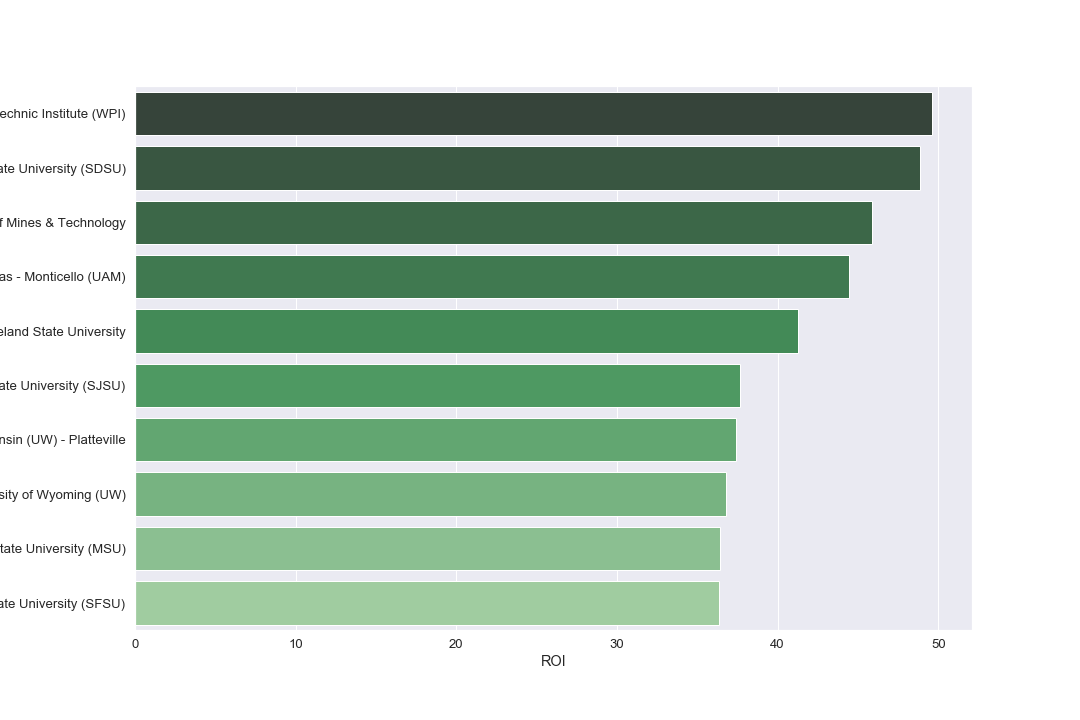 echnic Institute (WPI)
ate University (SDSU)
f Mines & Technology
as - Monticello (UAM)
eland State University
ate University (SJSU)
nsin (UW) - Platteville
sity of Wyoming (UW)
tate University (MSU)
ate University (SFSU)
0 10 20 30 40 50
ROI